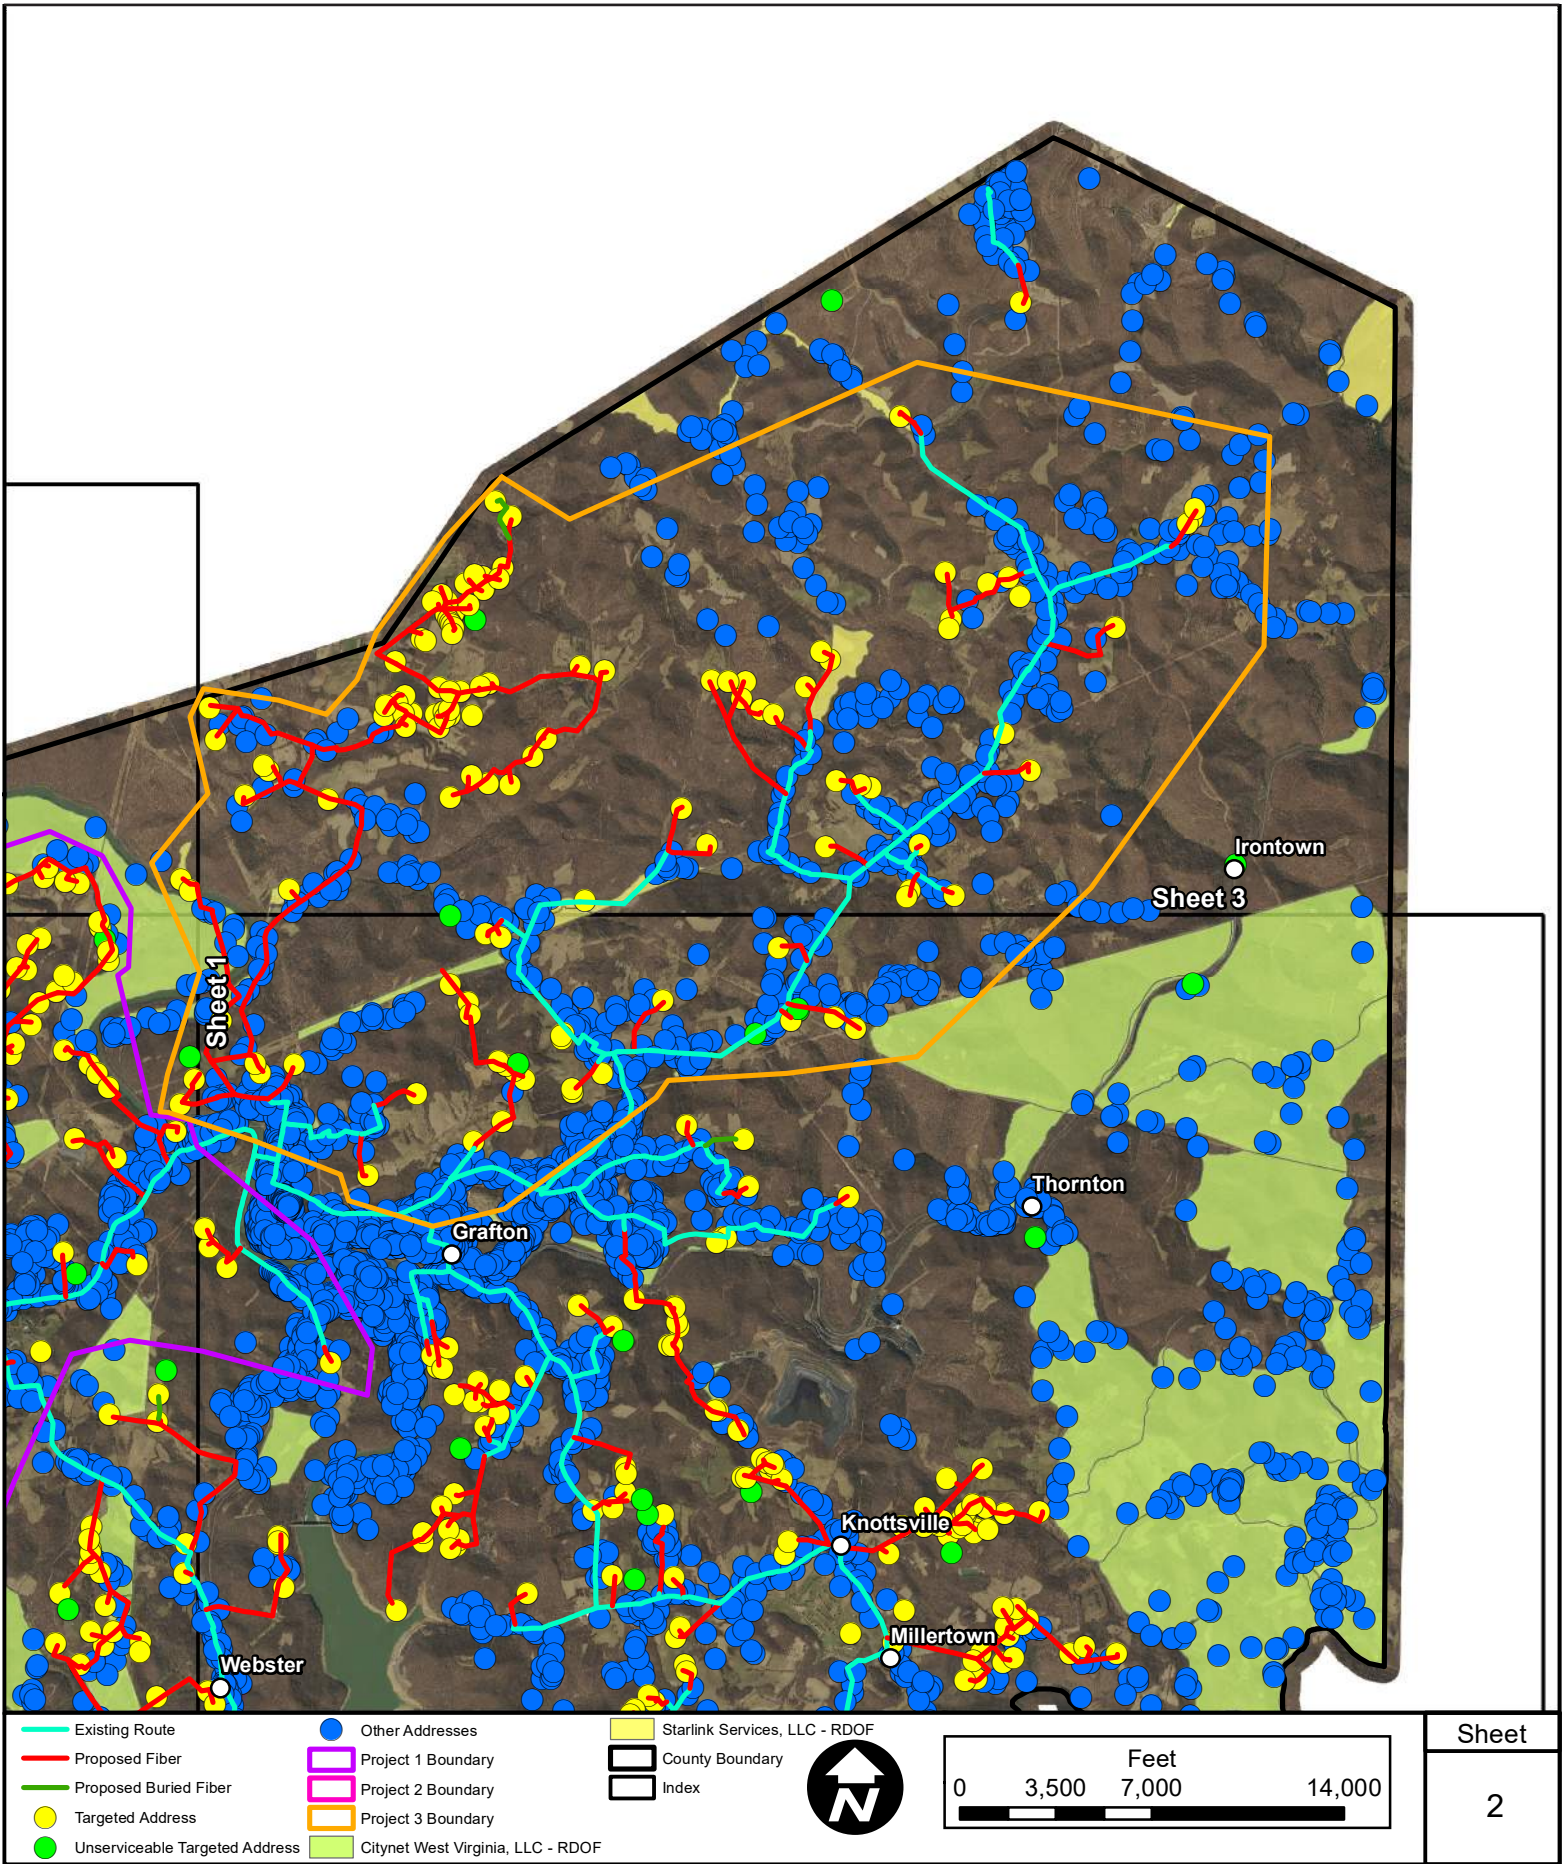 Irontown
Sheet 3
Sheet 1
Thornton
Grafton
Knottsville
Millertown
Webster
Existing Route
Proposed Fiber
Proposed Buried Fiber
Targeted Address
Unserviceable Targeted Address
Other Addresses
Project 1 Boundary
Project 2 Boundary
Project 3 Boundary
Citynet West Virginia, LLC - RDOF
Starlink Services, LLC - RDOF
County Boundary
Index
N
Feet
0 3,500 7,000 14,000
Sheet
2